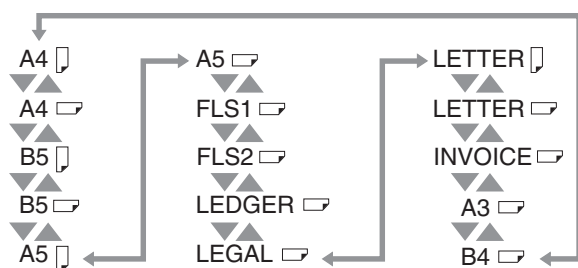 A4
A4
B5
B5
A5
A5
FLS1
FLS2
LEDGER
LEGAL
LETTER
LETTER
INVOICE
A3
B4